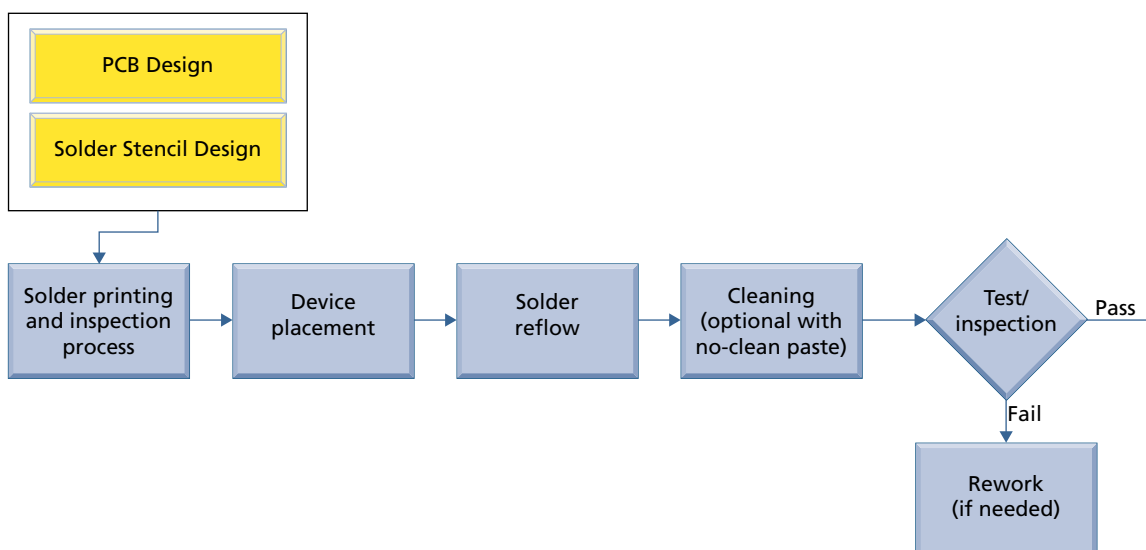 PCB Design
Solder Stencil Design
Solder printing
and inspection
process
Device
placement
Solder
reflow
Cleaning
(optional with
no-clean paste)
Test/
inspection
Pass
Fail
Rework
(if needed)